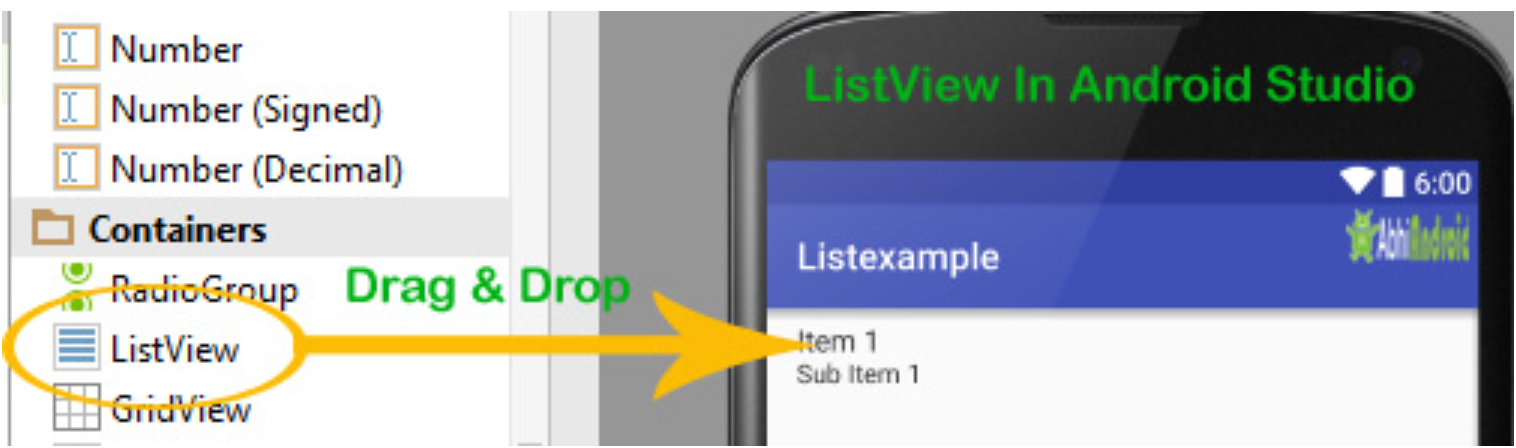 Number
Number (Signed)
Number (Decimal)
Containers
RadioGroup
ListView
GridView
Drag & Drop
ListView In Android Studio
6:00
AbhiAndroid
Listexample
Item 1
Sub Item 1